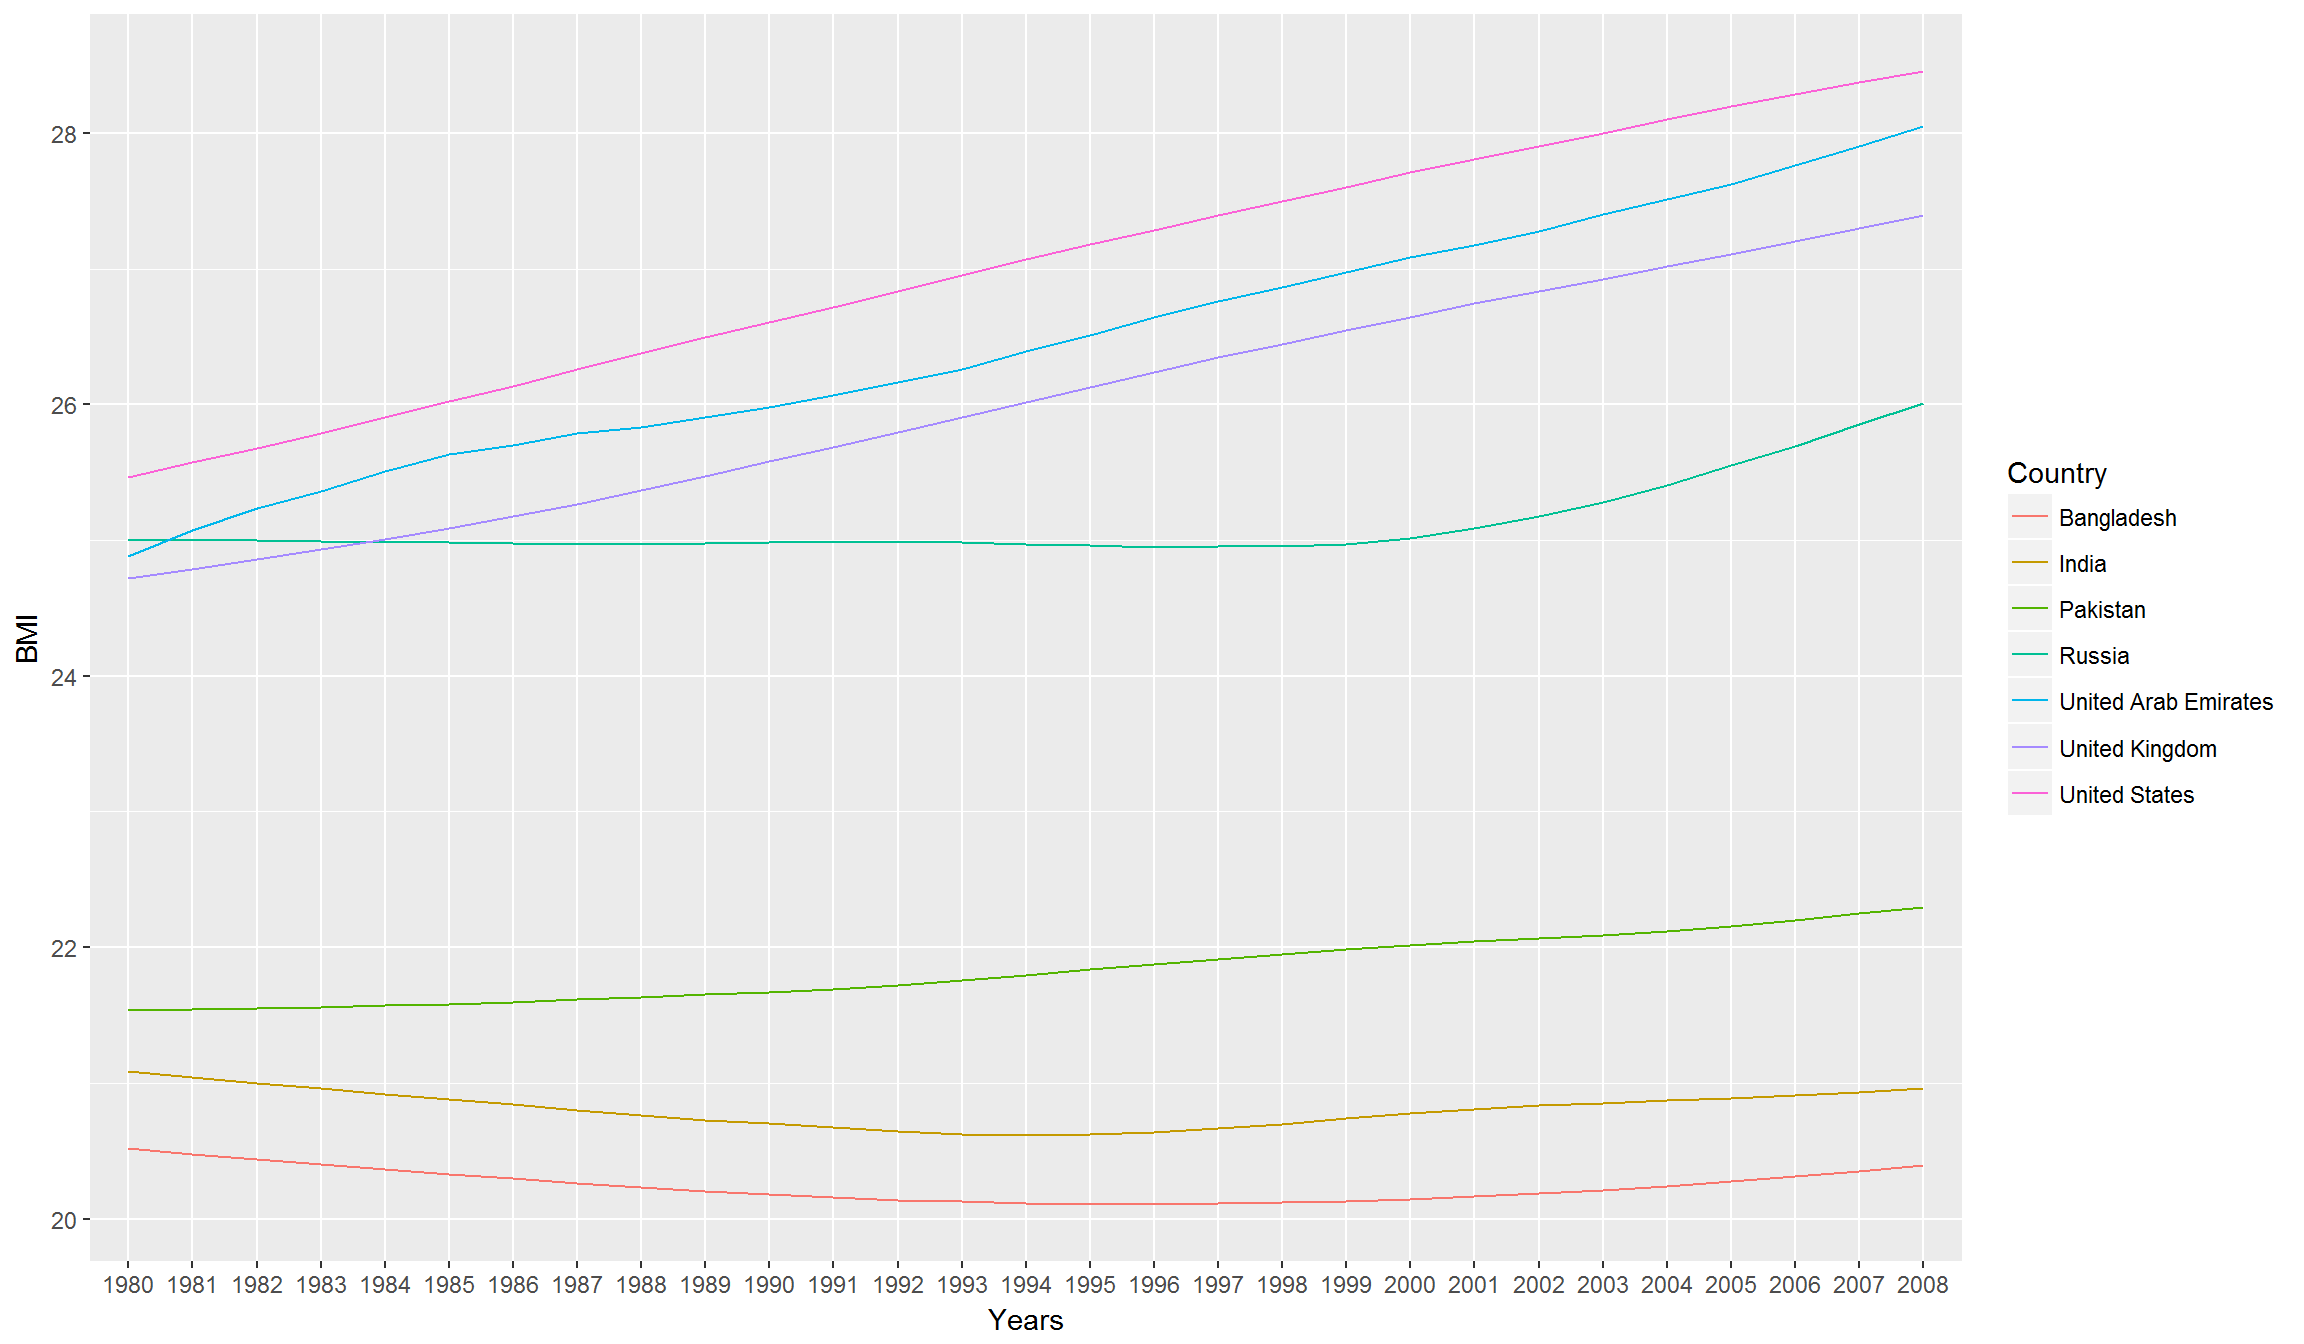 28
26
24
22
20
BMI
1980 1981 1982 1983 1984 1985 1986 1987 1988 1989 1990 1991 1992 1993 1994 1995 1996 1997 1998 1999 2000 2001 2002 2003 2004 2005 2006 2007 2008
Years
Country
Bangladesh
India
Pakistan
Russia
United Arab Emirates
United Kingdom
United States